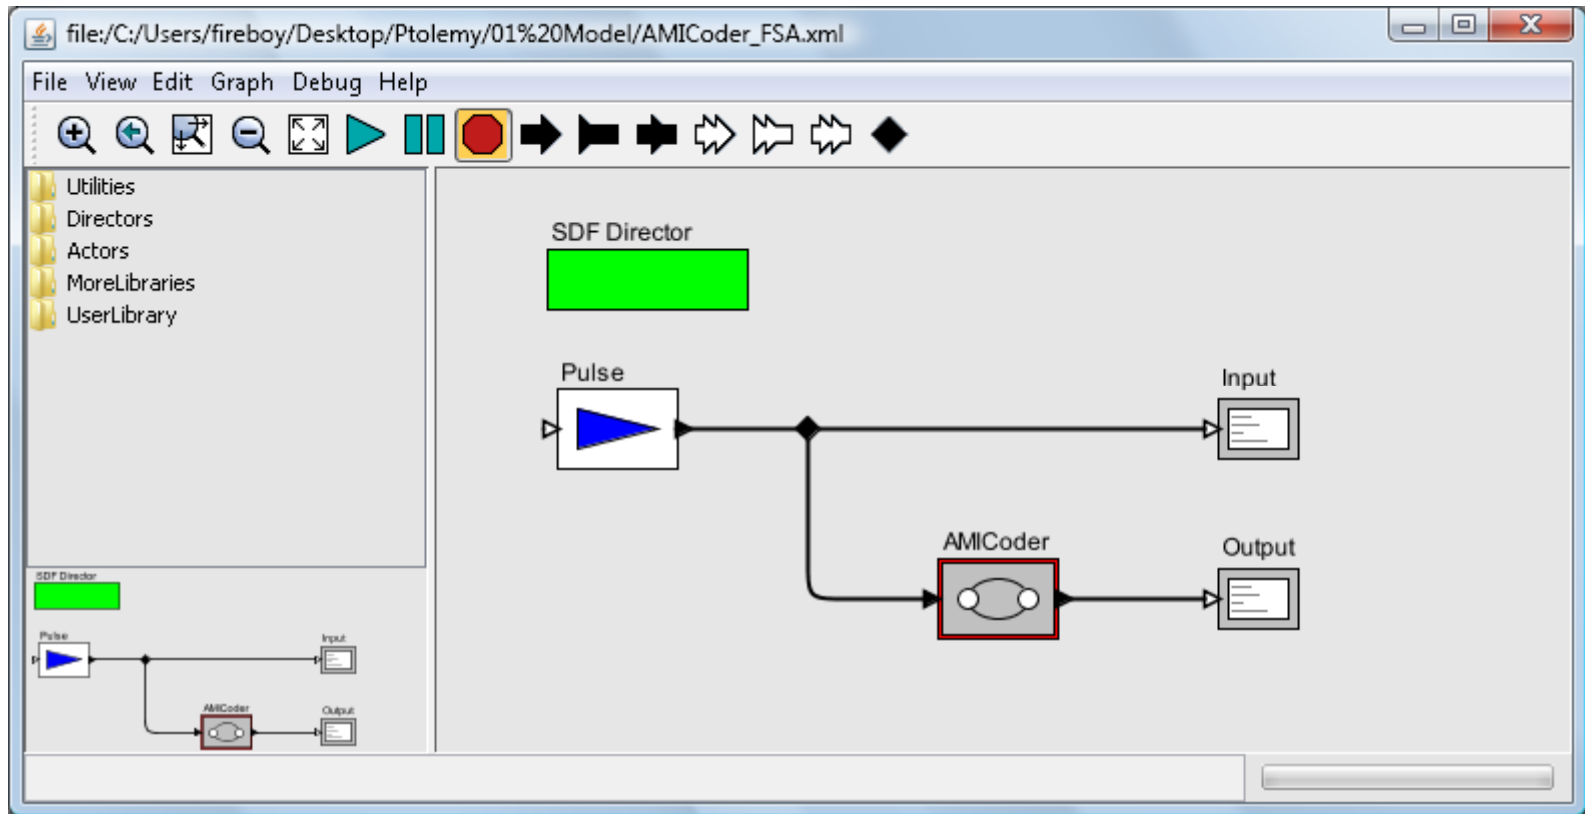 file:/C:/Users/fireboy/Desktop/Ptolemy/01%20Model/AMICoder_FSA.xml
File View Edit Graph Debug Help
Utilities
Directors
Actors
MoreLibraries
UserLibrary
SDF Director
Pulse
Input
AMICoder
Output
SDF Director
Pulse
Input
AMICoder
Output